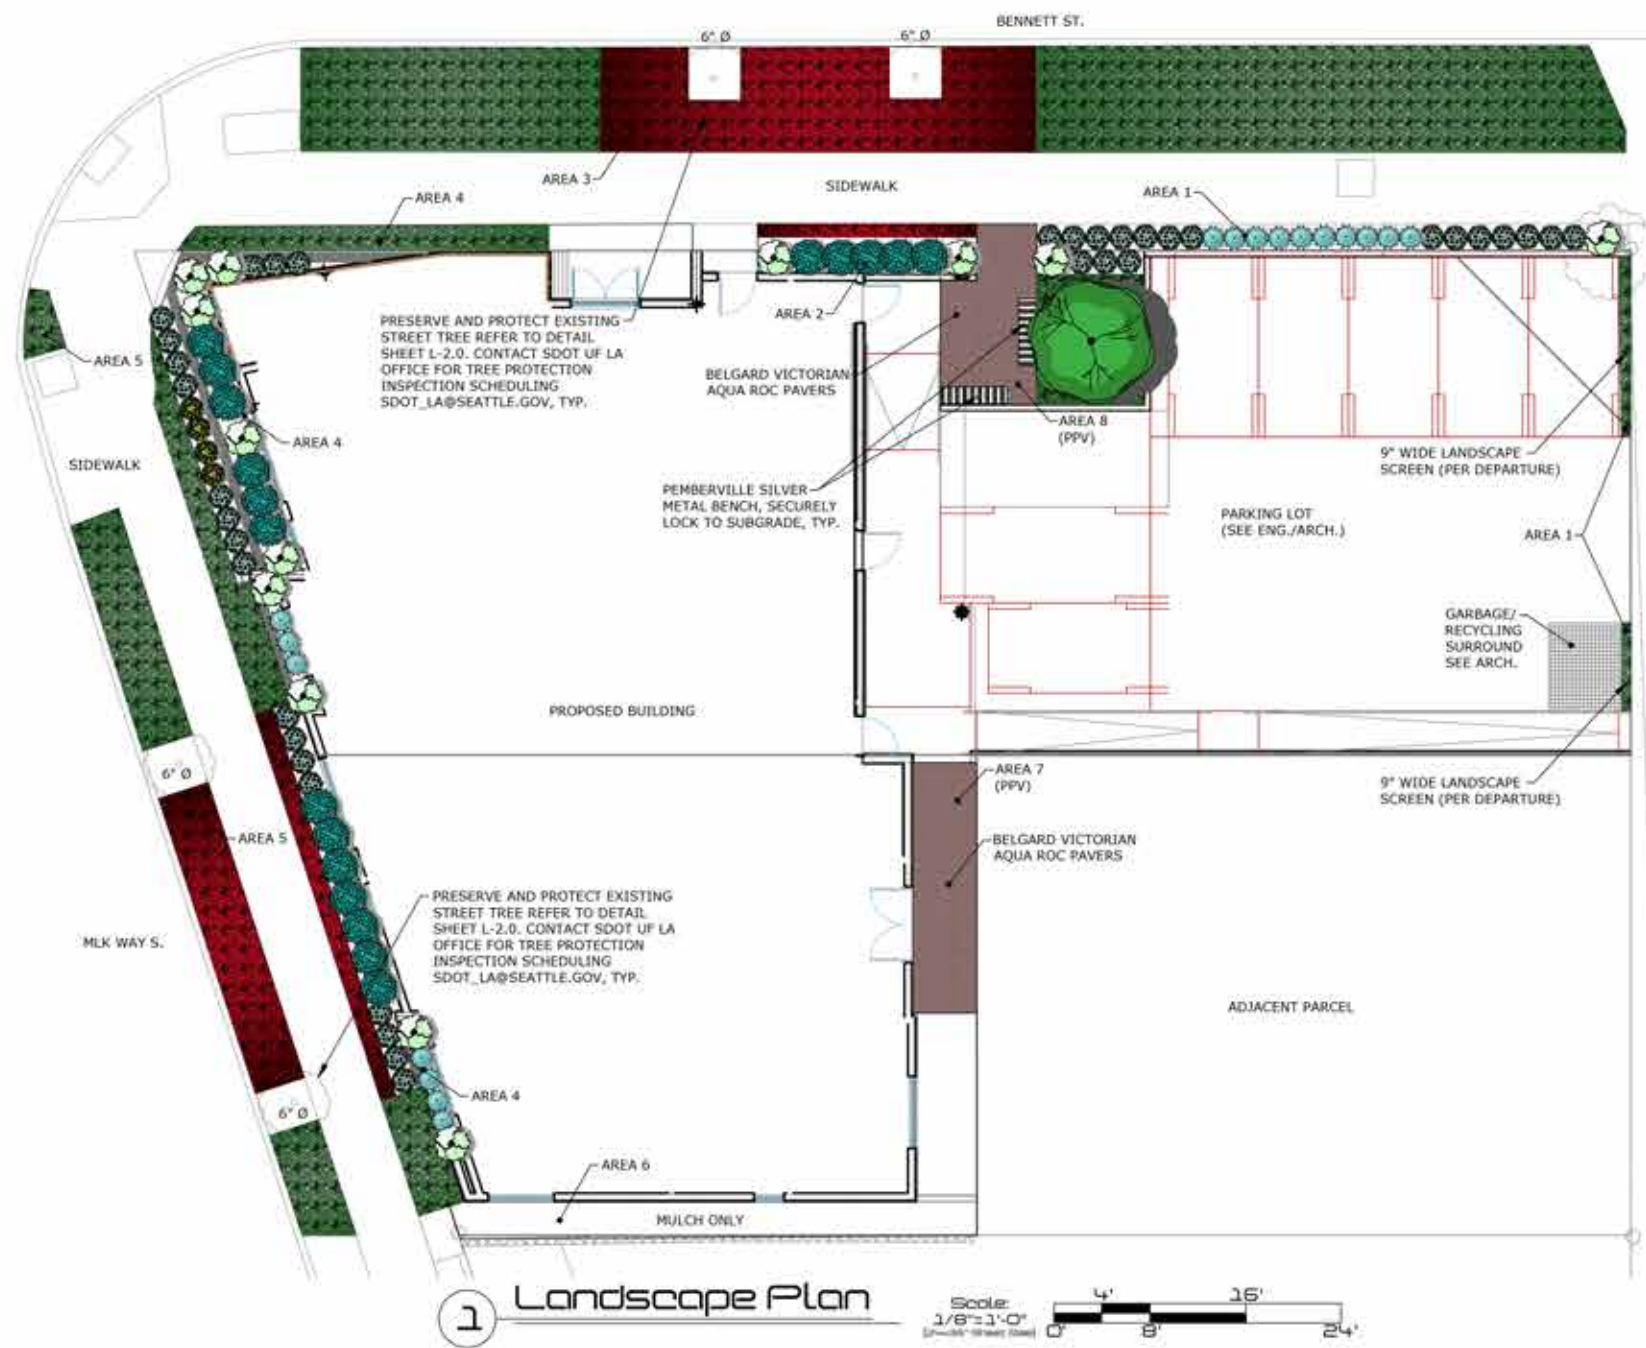 BENNETT ST.
6" Ø
6" Ø
AREA 3
SIDEWALK
AREA 1
AREA 4
PRESERVE AND PROTECT EXISTING
STREET TREE REFER TO DETAIL
SHEET L-2.0. CONTACT SDOT UF LA
OFFICE FOR TREE PROTECTION
INSPECTION SCHEDULING
SDOT_LA@SEATTLE.GOV, TYP.
AREA 2
AREA 5
BELGARD VICTORIAN
AQUA ROC PAVERS
AREA 8
(PPV)
AREA 4
SIDEWALK
9" WIDE LANDSCAPE
SCREEN (PER DEPARTURE)
PEMBERVILLE SILVER
METAL BENCH, SECURELY
LOCK TO SUBGRADE, TYP.
PARKING LOT
(SEE ENG./ARCH.)
AREA 1
GARBAGE/
RECYCLING
SURROUND
SEE ARCH.
PROPOSED BUILDING
6" Ø
AREA 7
(PPV)
9" WIDE LANDSCAPE
SCREEN (PER DEPARTURE)
AREA 5
BELGARD VICTORIAN
AQUA ROC PAVERS
PRESERVE AND PROTECT EXISTING
STREET TREE REFER TO DETAIL
SHEET L-2.0. CONTACT SDOT UF LA
OFFICE FOR TREE PROTECTION
INSPECTION SCHEDULING
SDOT_LA@SEATTLE.GOV, TYP.
MLK WAY S.
ADJACENT PARCEL
6" Ø
AREA 4
AREA 6
MULCH ONLY
1
Landscape Plan
Scale:
1/8"=1'-0"
4' 16'
0' 8' 24'